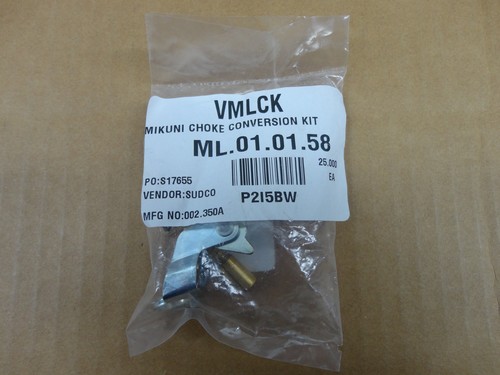 VMLCK
MIKUNI CHOKE CONVERSION KIT
ML.01.01.58
25.000
PO:S17655 EA
VENDOR:SUDCO P2I5BW
MFG NO:002.350A